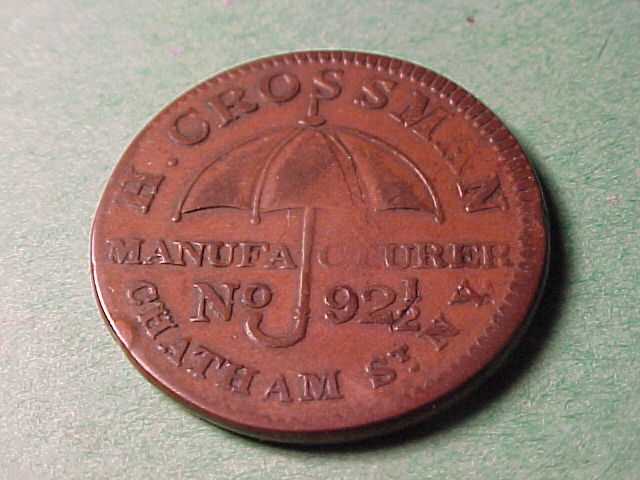 H. CROSSMAN
MANUFACTURER
No 92½
CHATHAM ST. N Y